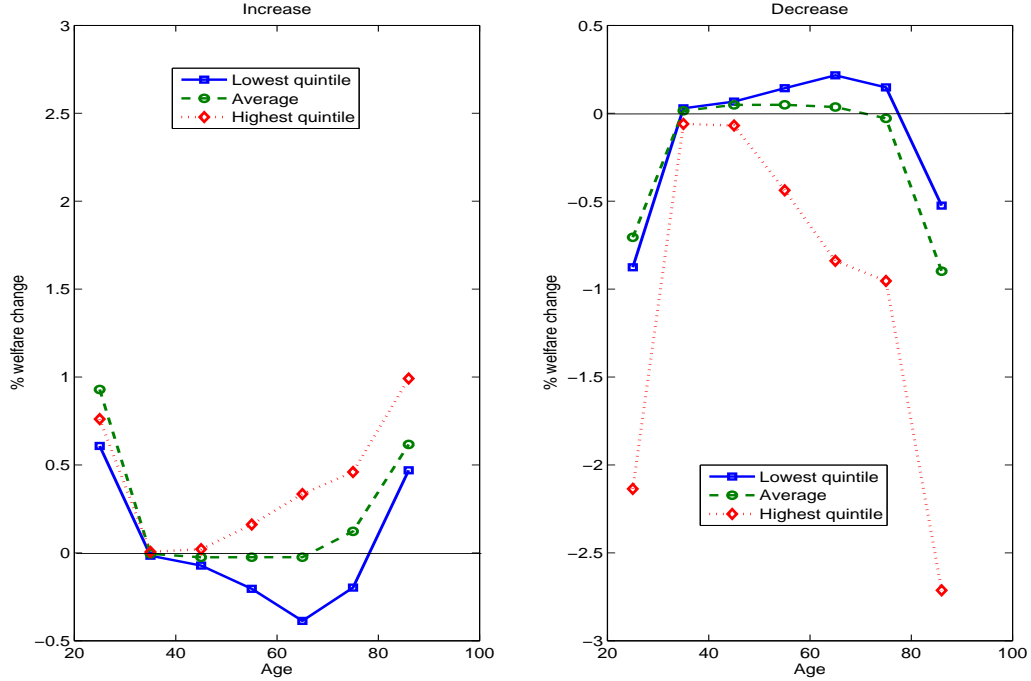 Increase
3
2.5
2
1.5
1
0.5
0
−0.5
20
40
60
80
100
Age
% welfare change
Lowest quintile
Average
Highest quintile
Decrease
0.5
0
−0.5
−1
−1.5
−2
−2.5
−3
20
40
60
80
100
Age
% welfare change
Lowest quintile
Average
Highest quintile